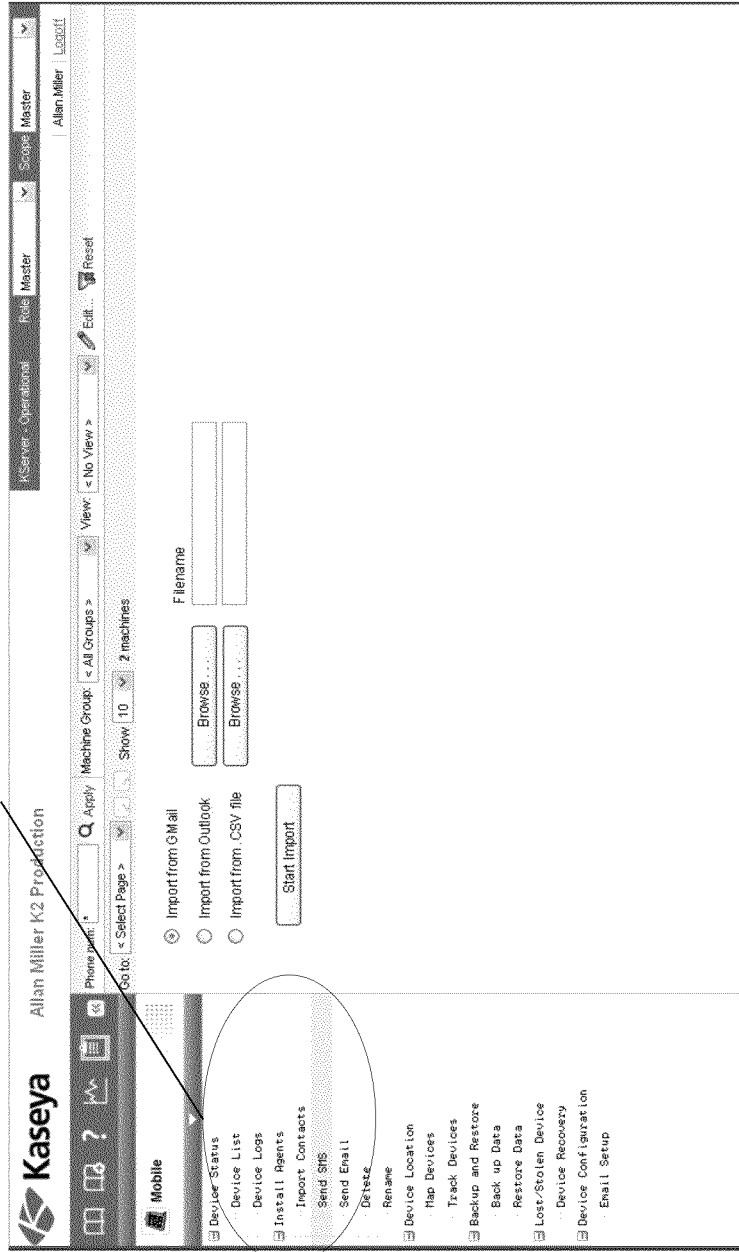 Kaseya
Allan Miller K2 Production
KServer - Operational Role Master Scope Master
Allan.Miller Logoff
Phone num: * Apply Machine Group: < All Groups > View: < No View > Edit... Reset
Go to: < Select Page > Show 10 2 machines
Mobile
Device Status
Device List
Device Logs
Install Agents
Import Contacts
Send SMS
Send Email
Delete
Rename
Device Location
Map Devices
Track Devices
Backup and Restore
Back up Data
Restore Data
Lost/Stolen Device
Device Recovery
Device Configuration
Email Setup
Filename
Import from GMail
Import from Outlook Browse....
Import from .CSV file Browse....
Start Import